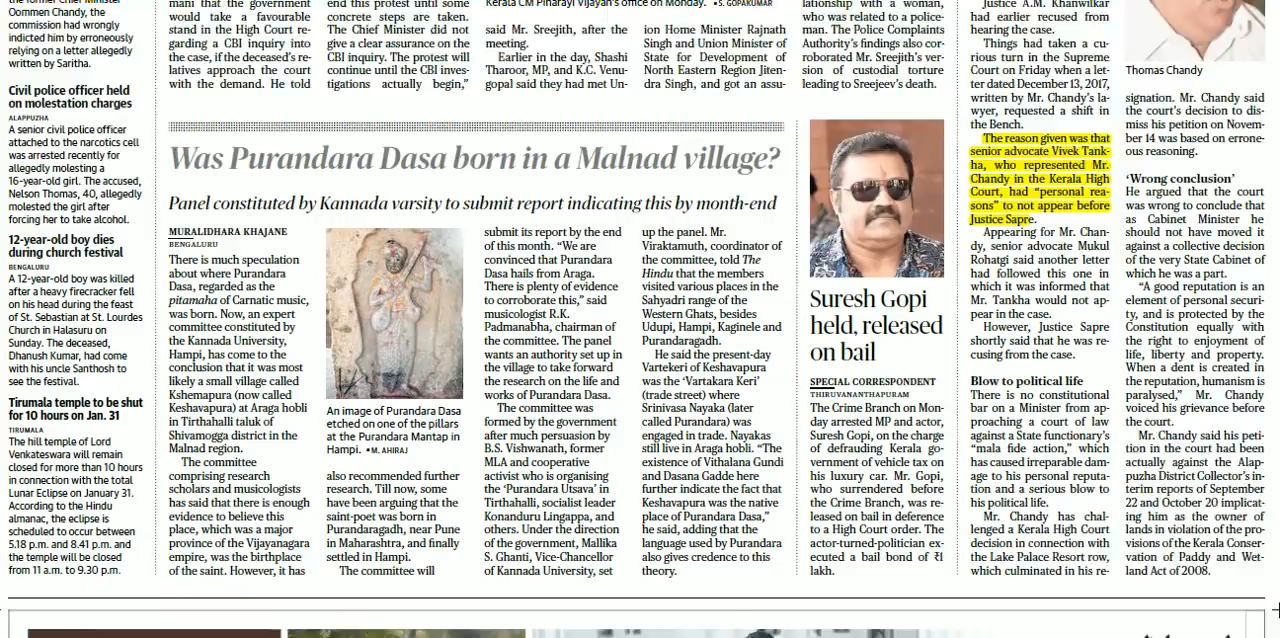 the former Chief Minister
Oommen Chandy, the
commission had wrongly
indicted him by erroneously
relying on a letter allegedly
written by Saritha.
Civil police officer held
on molestation charges
ALAPPUZHA
A senior civil police officer
attached to the narcotics cell
was arrested recently for
allegedly molesting a
16-year-old girl. The accused,
Nelson Thomas, 40, allegedly
molested the girl after
forcing her to take alcohol.
12-year-old boy dies
during church festival
BENGALURU
A 12-year-old boy was killed
after a heavy firecracker fell
on his head during the feast
of St. Sebastian at St. Lourdes
Church in Halasuru on
Sunday. The deceased,
Dhanush Kumar, had come
with his uncle Santhosh to
see the festival.
Tirumala temple to be shut
for 10 hours on Jan. 31
TIRUMALA
The hill temple of Lord
Venkateswara will remain
closed for more than 10 hours
in connection with the total
Lunar Eclipse on January 31.
According to the Hindu
almanac, the eclipse is
scheduled to occur between
5.18 p.m. and 8.41 p.m. and
the temple will be closed
from 11 a.m. to 9.30 p.m.
mani that the government
would take a favourable
stand in the High Court re-
garding a CBI inquiry into
the case, if the deceased's re-
latives approach the court
with the demand. He told
end this protest until some
concrete steps are taken.
The Chief Minister did not
give a clear assurance on the
CBI inquiry. The protest will
continue until the CBI inves-
tigations actually begin,"
Kerala CM Pinarayi Vijayan's office on Monday. •S. GOPAKUMAR
said Mr. Sreejith, after the
meeting.
Earlier in the day, Shashi
Tharoor, MP, and K.C. Venu-
gopal said they had met Un-
ion Home Minister Rajnath
Singh and Union Minister of
State for Development of
North Eastern Region Jiten-
dra Singh, and got an assu-
lationship with a woman,
who was related to a police-
man. The Police Complaints
Authority's findings also cor-
roborated Mr. Sreejith's ver-
sion of custodial torture
leading to Sreejeev's death.
Was Purandara Dasa born in a Malnad village?
Panel constituted by Kannada varsity to submit report indicating this by month-end
MURALIDHARA KHAJANE
BENGALURU
There is much speculation
about where Purandara
Dasa, regarded as the
pitamaha of Carnatic music,
was born. Now, an expert
committee constituted by
the Kannada University,
Hampi, has come to the
conclusion that it was most
likely a small village called
Kshemapura (now called
Keshavapura) at Araga hobli
in Tirthahalli taluk of
Shivamogga district in the
Malnad region.
The committee
comprising research
scholars and musicologists
has said that there is enough
evidence to believe this
place, which was a major
province of the Vijayanagara
empire, was the birthplace
of the saint. However, it has
An image of Purandara Dasa
etched on one of the pillars
at the Purandara Mantap in
Hampi. •M. AHIRAJ
also recommended further
research. Till now, some
have been arguing that the
saint-poet was born in
Purandaragadh, near Pune
in Maharashtra, and finally
settled in Hampi.
The committee will
submit its report by the end
of this month. “We are
convinced that Purandara
Dasa hails from Araga.
There is plenty of evidence
to corroborate this,” said
musicologist R.K.
Padmanabha, chairman of
the committee. The panel
wants an authority set up in
the village to take forward
the research on the life and
works of Purandara Dasa.
The committee was
formed by the government
after much persuasion by
B.S. Vishwanath, former
MLA and cooperative
activist who is organising
the ‘Purandara Utsava’ in
Tirthahalli, socialist leader
Konanduru Lingappa, and
others. Under the direction
of the government, Mallika
S. Ghanti, Vice-Chancellor
of Kannada University, set
up the panel. Mr.
Viraktamuth, coordinator of
the committee, told The
Hindu that the members
visited various places in the
Sahyadri range of the
Western Ghats, besides
Udupi, Hampi, Kaginele and
Purandaragadh.
He said the present-day
Vartekeri of Keshavapura
was the ‘Vartakara Keri’
(trade street) where
Srinivasa Nayaka (later
called Purandara) was
engaged in trade. Nayakas
still live in Araga hobli. “The
existence of Vithalana Gundi
and Dasana Gadde here
further indicate the fact that
Keshavapura was the native
place of Purandara Dasa,”
he said, adding that the
language used by Purandara
also gives credence to this
theory.
Suresh Gopi
held, released
on bail
SPECIAL CORRESPONDENT
THIRUVANANTHAPURAM
The Crime Branch on Mon-
day arrested MP and actor,
Suresh Gopi, on the charge
of defrauding Kerala go-
vernment of vehicle tax on
his luxury car. Mr. Gopi,
who surrendered before
the Crime Branch, was re-
leased on bail in deference
to a High Court order. The
actor-turned-politician ex-
ecuted a bail bond of ₹1
lakh.
Justice A.M. Khanwilkar
had earlier recused from
hearing the case.
Things had taken a cu-
rious turn in the Supreme
Court on Friday when a let-
ter dated December 13, 2017,
written by Mr. Chandy's la-
wyer, requested a shift in
the Bench.
The reason given was that
senior advocate Vivek Tank-
ha, who represented Mr.
Chandy in the Kerala High
Court, had “personal rea-
sons” to not appear before
Justice Sapre.
Appearing for Mr. Chan-
dy, senior advocate Mukul
Rohatgi said another letter
had followed this one in
which it was informed that
Mr. Tankha would not ap-
pear in the case.
However, Justice Sapre
shortly said that he was re-
cusing from the case.
Blow to political life
There is no constitutional
bar on a Minister from ap-
proaching a court of law
against a State functionary's
“mala fide action,” which
has caused irreparable dam-
age to his personal reputa-
tion and a serious blow to
his political life.
Mr. Chandy has chal-
lenged a Kerala High Court
decision in connection with
the Lake Palace Resort row,
which culminated in his re-
Thomas Chandy
signation. Mr. Chandy said
the court's decision to dis-
miss his petition on Novem-
ber 14 was based on errone-
ous reasoning.
‘Wrong conclusion’
He argued that the court
was wrong to conclude that
as Cabinet Minister he
should not have moved it
against a collective decision
of the very State Cabinet of
which he was a part.
“A good reputation is an
element of personal securi-
ty, and is protected by the
Constitution equally with
the right to enjoyment of
life, liberty and property.
When a dent is created in
the reputation, humanism is
paralysed,” Mr. Chandy
voiced his grievance before
the court.
Mr. Chandy said his peti-
tion in the court had been
actually against the Alap-
puzha District Collector's in-
terim reports of September
22 and October 20 implicat-
ing him as the owner of
lands in violation of the pro-
visions of the Kerala Conser-
vation of Paddy and Wet-
land Act of 2008.